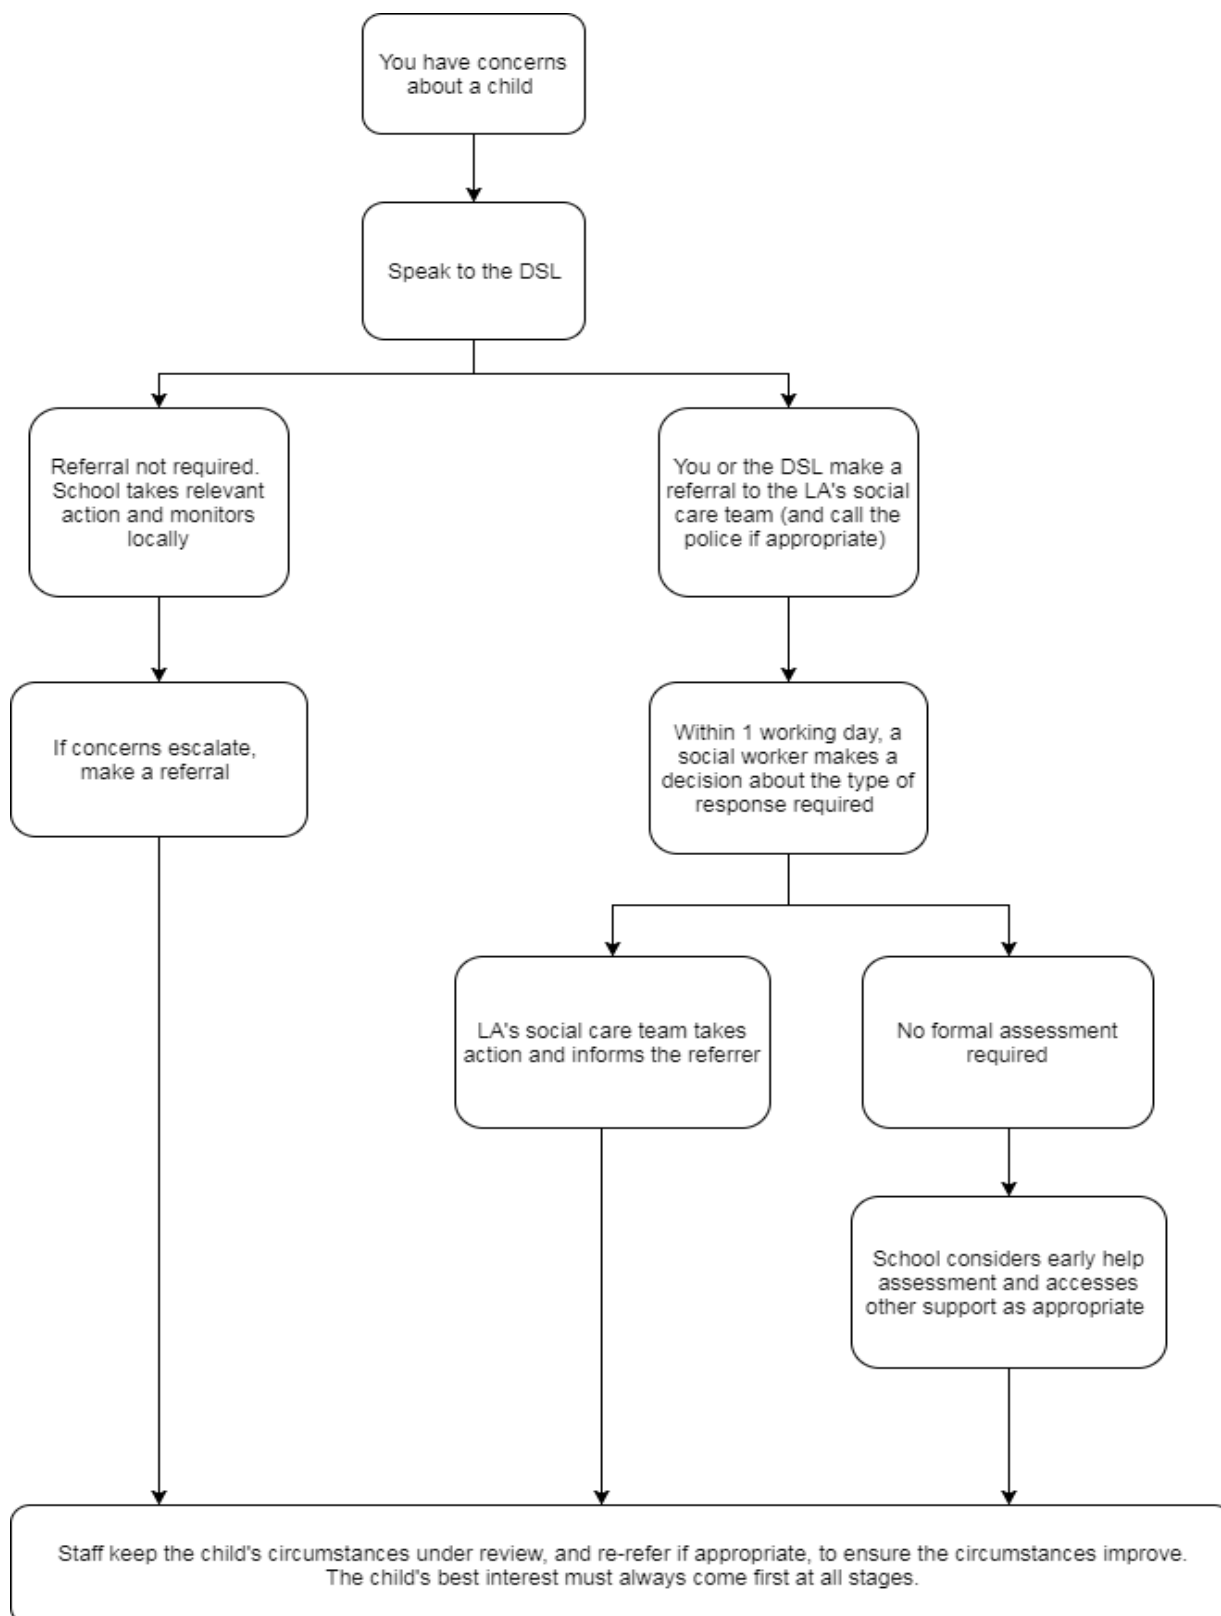 You have concerns
about a child
Speak to the DSL
Referral not required.
School takes relevant
action and monitors
locally
You or the DSL make a
referral to the LA's social
care team (and call the
police if appropriate)
If concerns escalate,
make a referral
Within 1 working day, a
social worker makes a
decision about the type of
response required
LA's social care team takes
action and informs the referrer
No formal assessment
required
School considers early help
assessment and accesses
other support as appropriate
Staff keep the child's circumstances under review, and re-refer if appropriate, to ensure the circumstances improve.
The child's best interest must always come first at all stages.